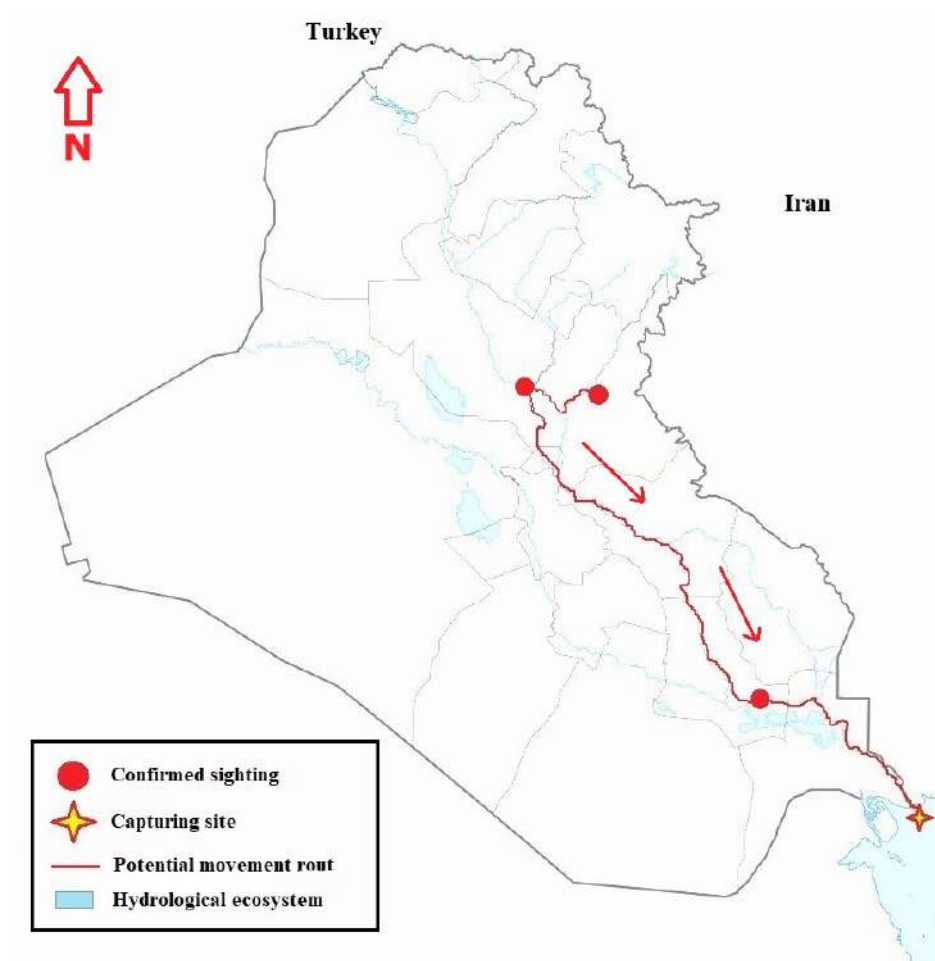 Turkey
N
Iran
Confirmed sighting
Capturing site
Potential movement rout
Hydrological ecosystem